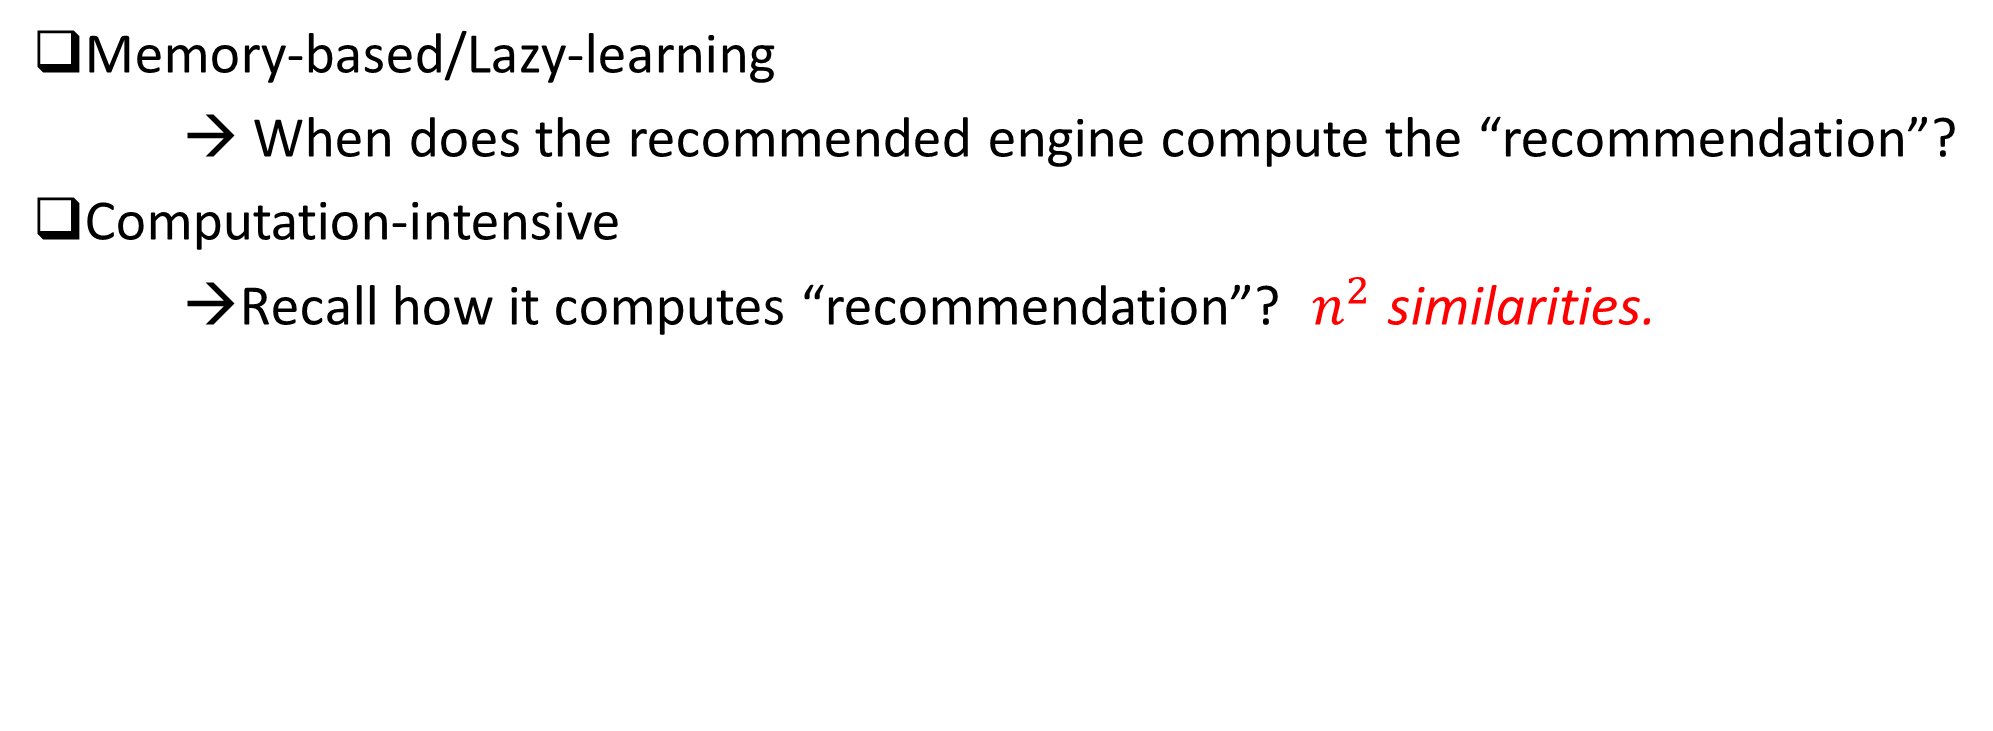 ❑Memory-based/Lazy-learning
→ When does the recommended engine compute the “recommendation”?
❑Computation-intensive
→Recall how it computes “recommendation”? n² similarities.